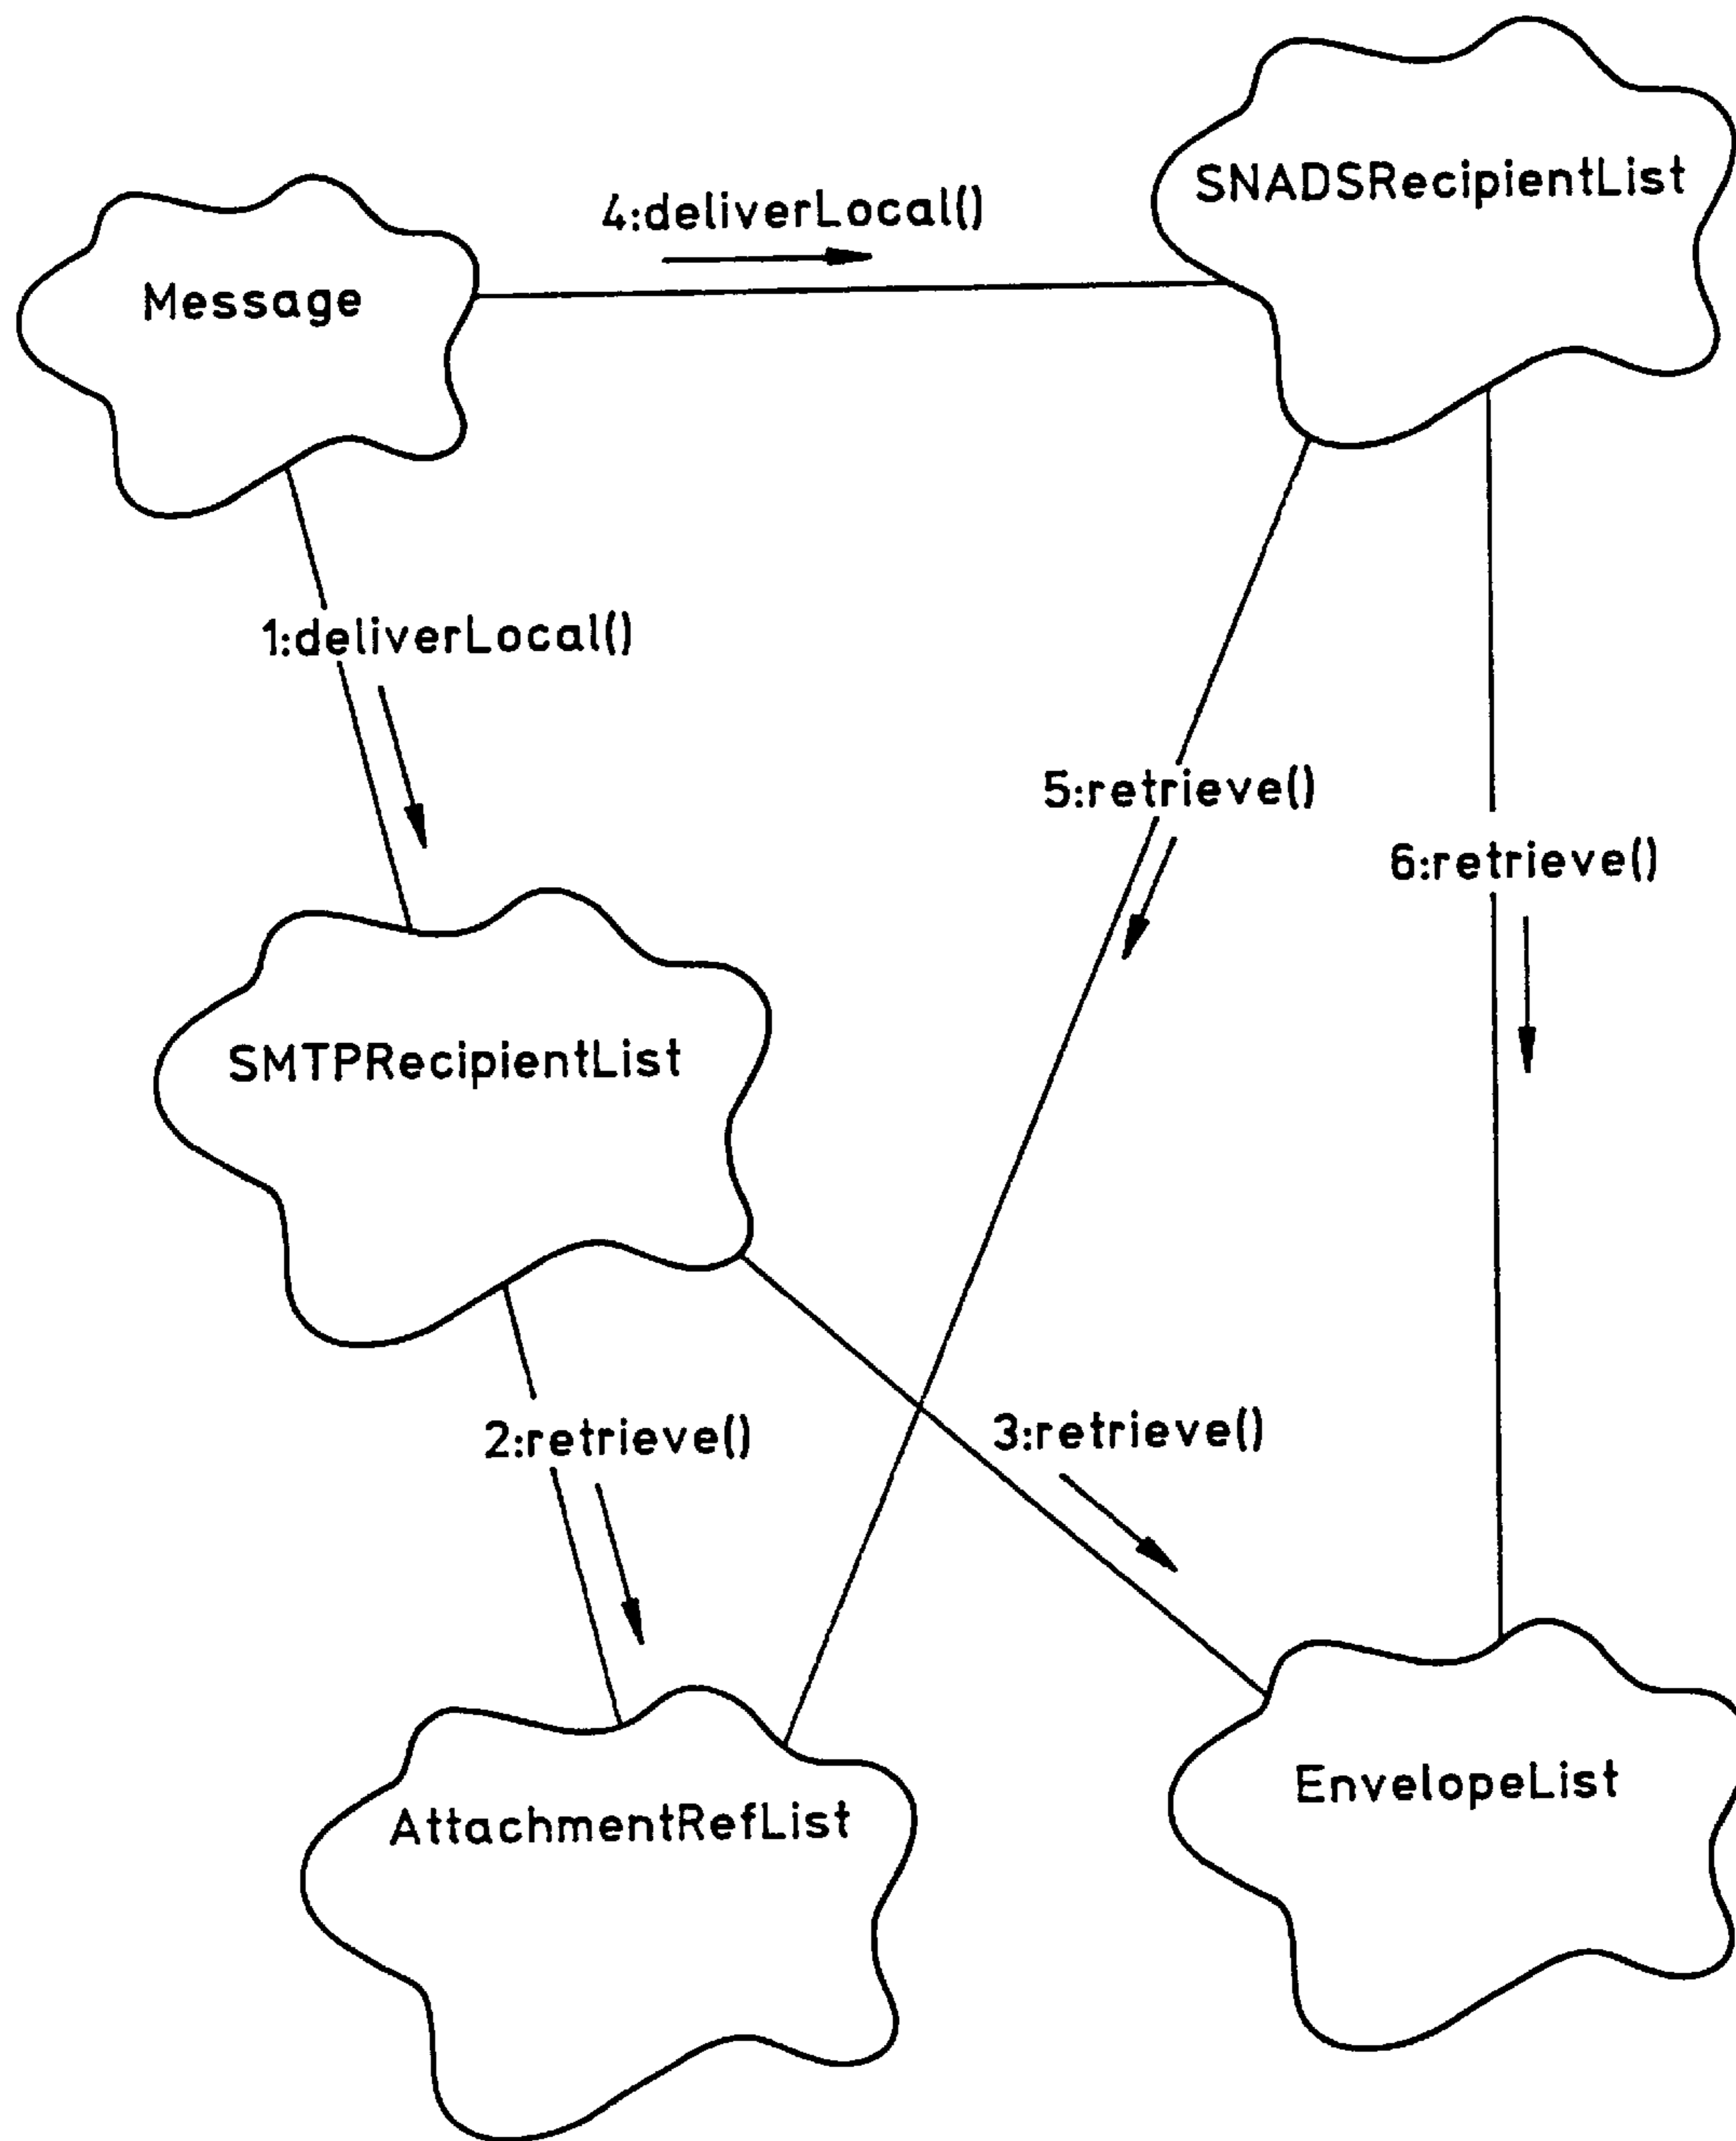 SNADSRecipientList
4:deliverLocal()
Message
1:deliverLocal()
5:retrieve()
6:retrieve()
SMTPRecipientList
2:retrieve()
3:retrieve()
EnvelopeList
AttachmentRefList